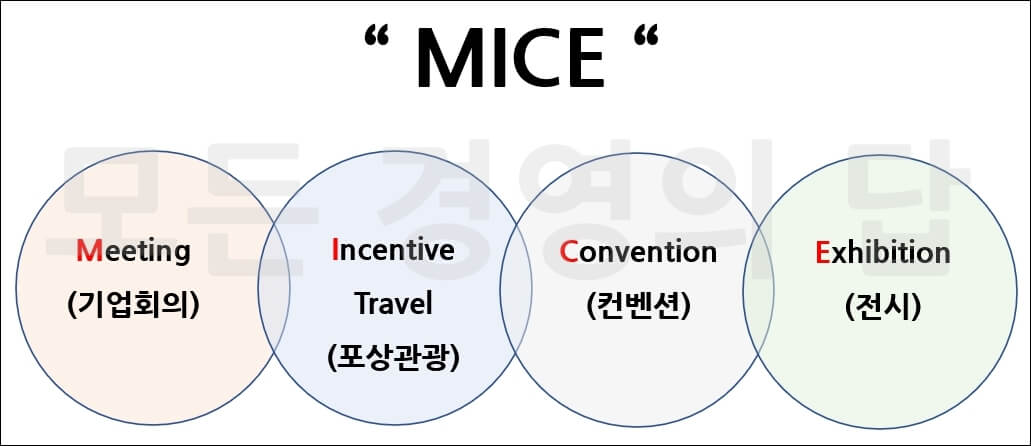 “ MICE “
모든 경영의 답
Meeting
(기업회의)
Incentive
Travel
(포상관광)
Convention
(컨벤션)
Exhibition
(전시)